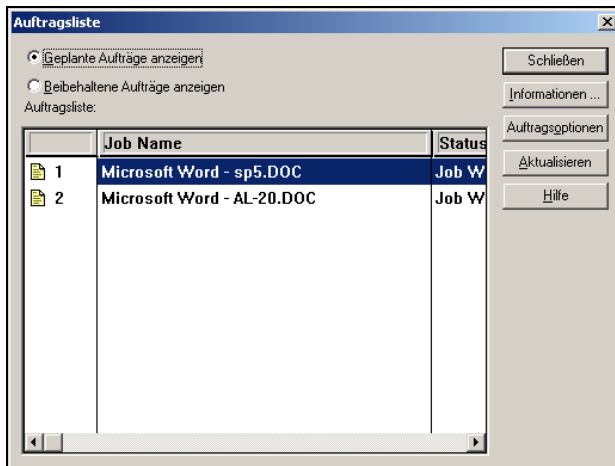 Auftragsliste
Geplante Aufträge anzeigen
Beibehaltene Aufträge anzeigen
Auftragsliste:
Job Name Status
1 Microsoft Word - sp5.DOC Job W
2 Microsoft Word - AL-20.DOC Job W
Schließen
Informationen ...
Auftragsoptionen
Aktualisieren
Hilfe